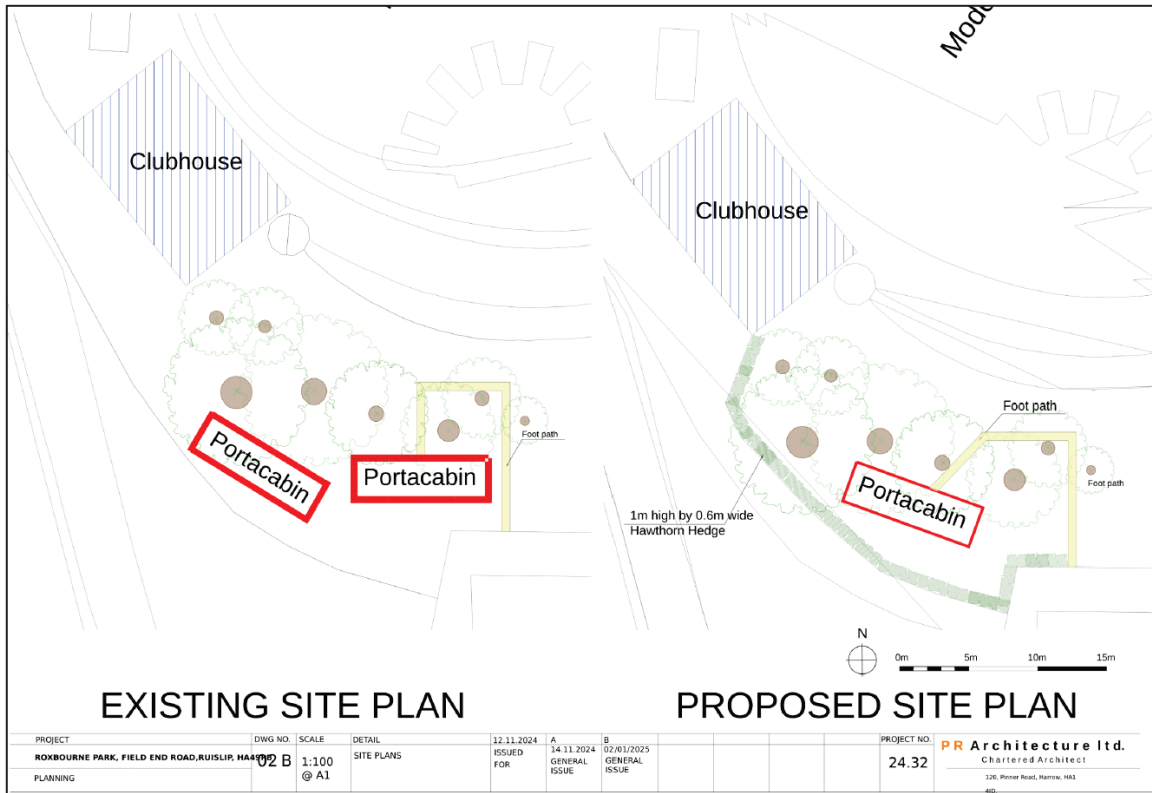 Clubhouse
Portacabin
Portacabin
Foot path
EXISTING SITE PLAN
Clubhouse
Foot path
Portacabin
Foot path
1m high by 0.6m wide
Hawthorn Hedge
N
0m 5m 10m 15m
PROPOSED SITE PLAN
PROJECT
ROXBOURNE PARK, FIELD END ROAD,RUISLIP,
PLANNING
DWG NO.
02 B
SCALE
1:100
@ A1
DETAIL
SITE PLANS
12.11.2024
ISSUED
FOR
A
14.11.2024
GENERAL
ISSUE
B
02/01/2025
GENERAL
ISSUE
PROJECT NO.
24.32
PR Architecture ltd.
Chartered Architect
120, Pinner Road, Harrow, HA1